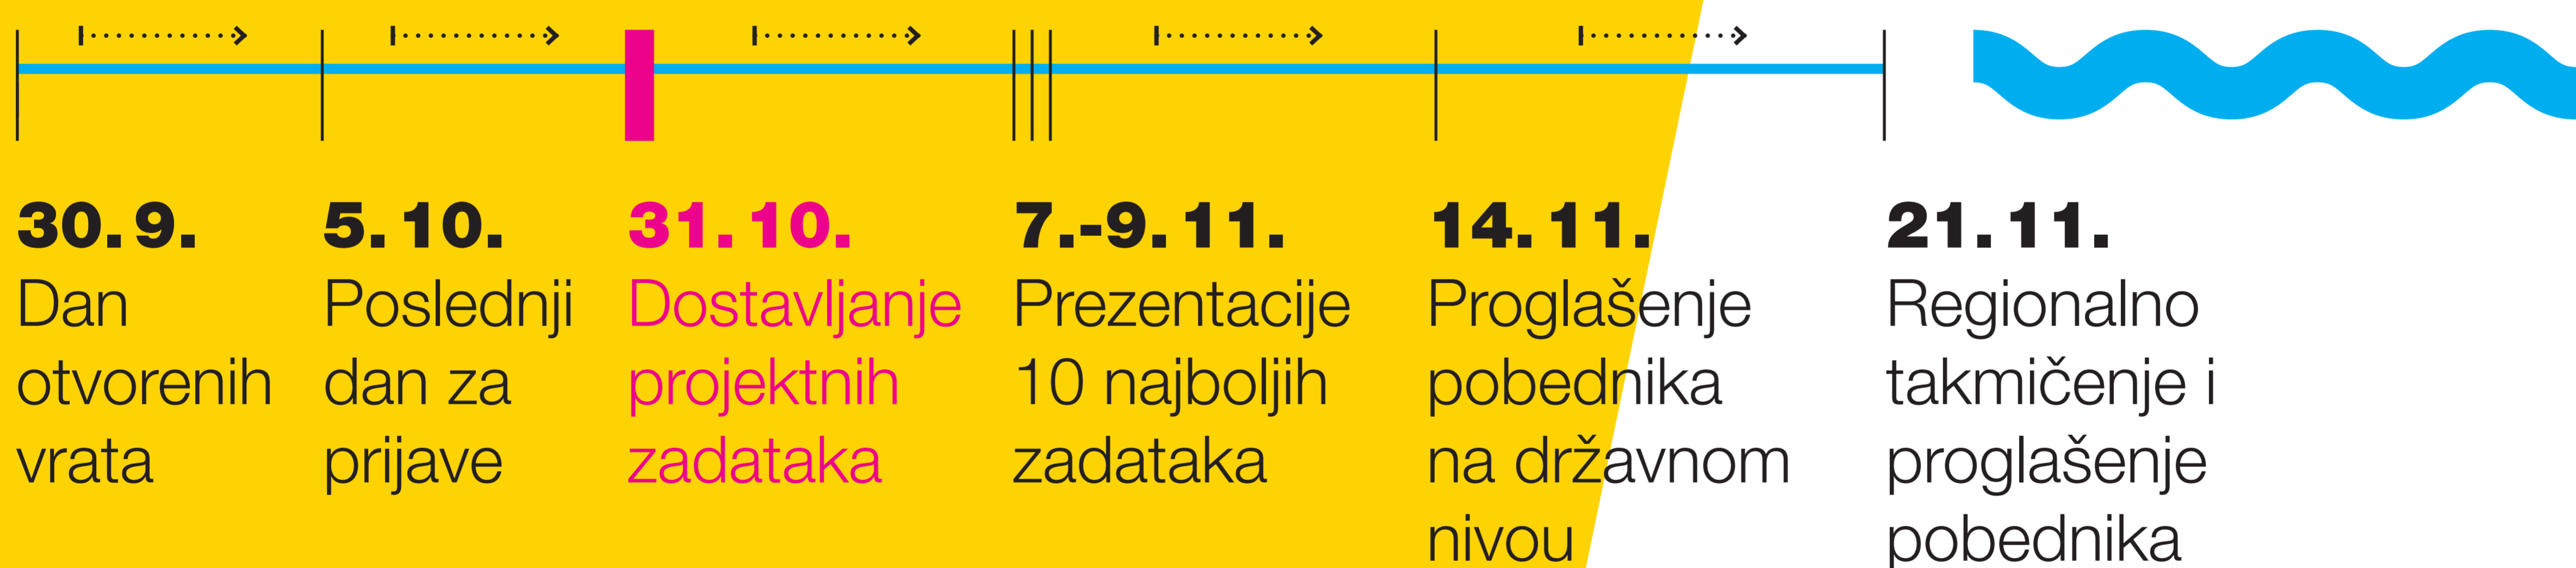 30. 9.
Dan
otvorenih
vrata
5. 10.
Poslednji
dan za
prijave
31. 10.
Dostavljanje
projektnih
zadataka
7.-9. 11.
Prezentacije
10 najboljih
zadataka
14. 11.
Proglašenje
pobednika
na državnom
nivou
21. 11.
Regionalno
takmičenje i
proglašenje
pobednika